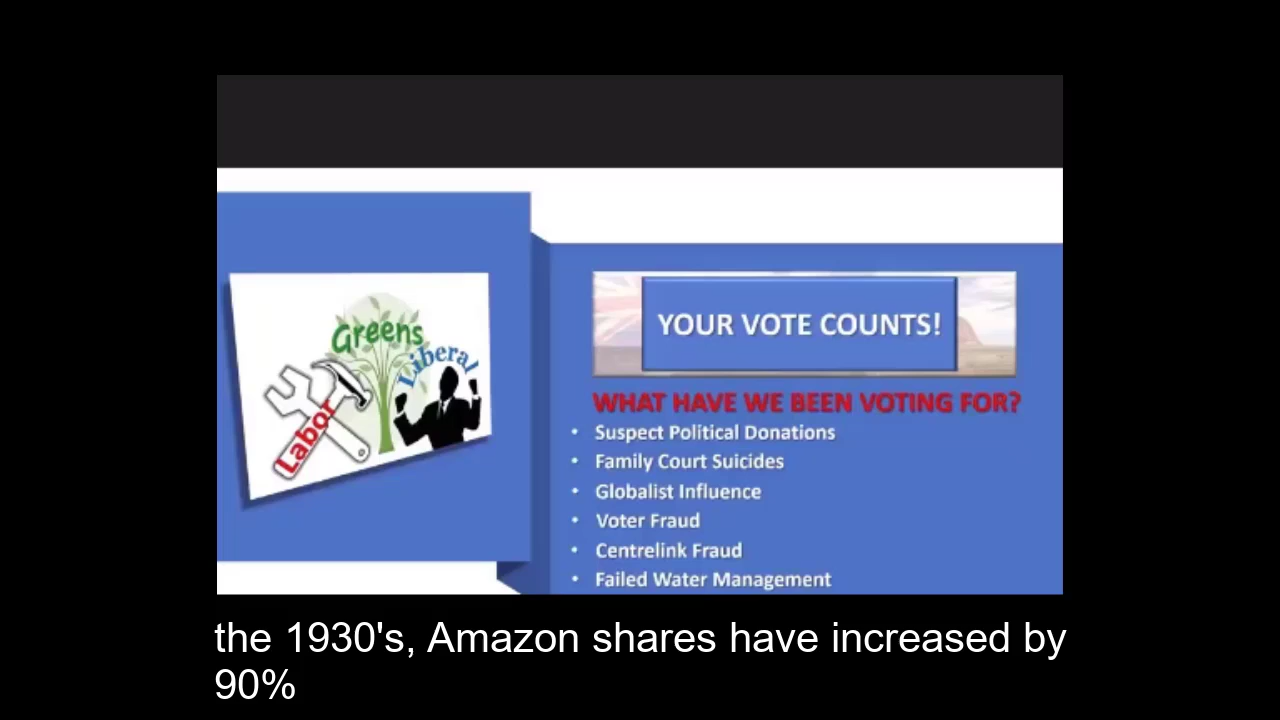 Greens
Liberal
Labor
YOUR VOTE COUNTS!
WHAT HAVE WE BEEN VOTING FOR?
• Suspect Political Donations
• Family Court Suicides
• Globalist Influence
• Voter Fraud
• Centrelink Fraud
• Failed Water Management
the 1930's, Amazon shares have increased by
90%